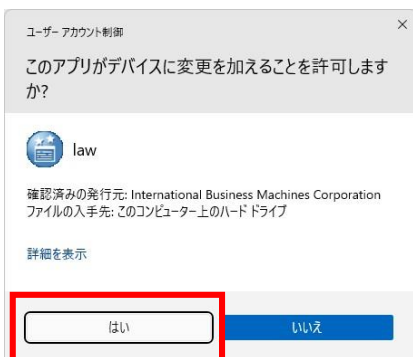 ユーザー アカウント制御
このアプリがデバイスに変更を加えることを許可します
か?
law
確認済みの発行元: International Business Machines Corporation
ファイルの入手先: このコンピューター上のハード ドライブ
詳細を表示
はい
いいえ